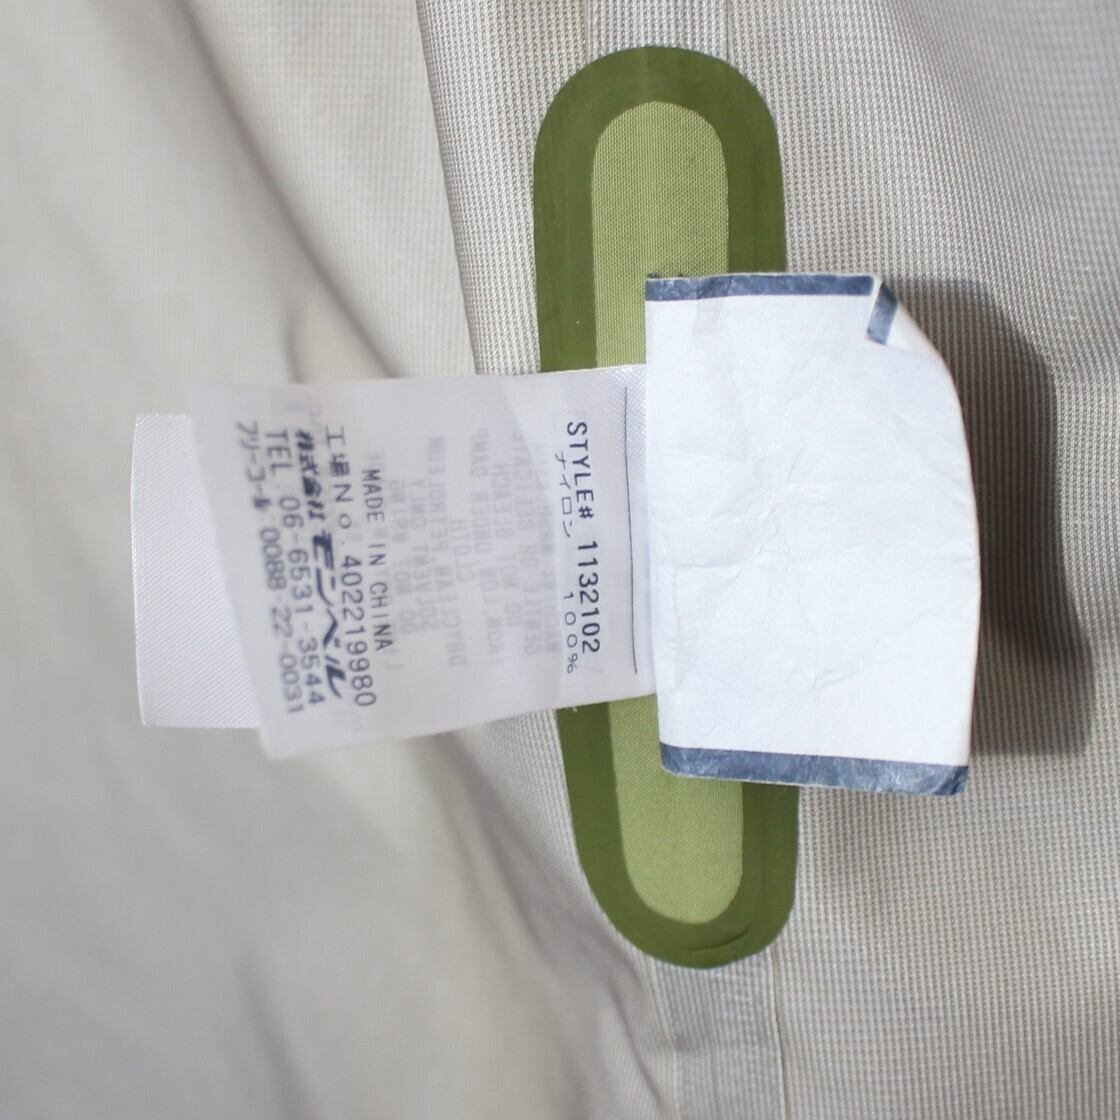 STYLE# 1132102
ナイロン 100%
MADE IN CHINA
工場No. 402219980
株式会社 モンベル
TEL 06-6531-3544
フリーコール 0088 22-0031